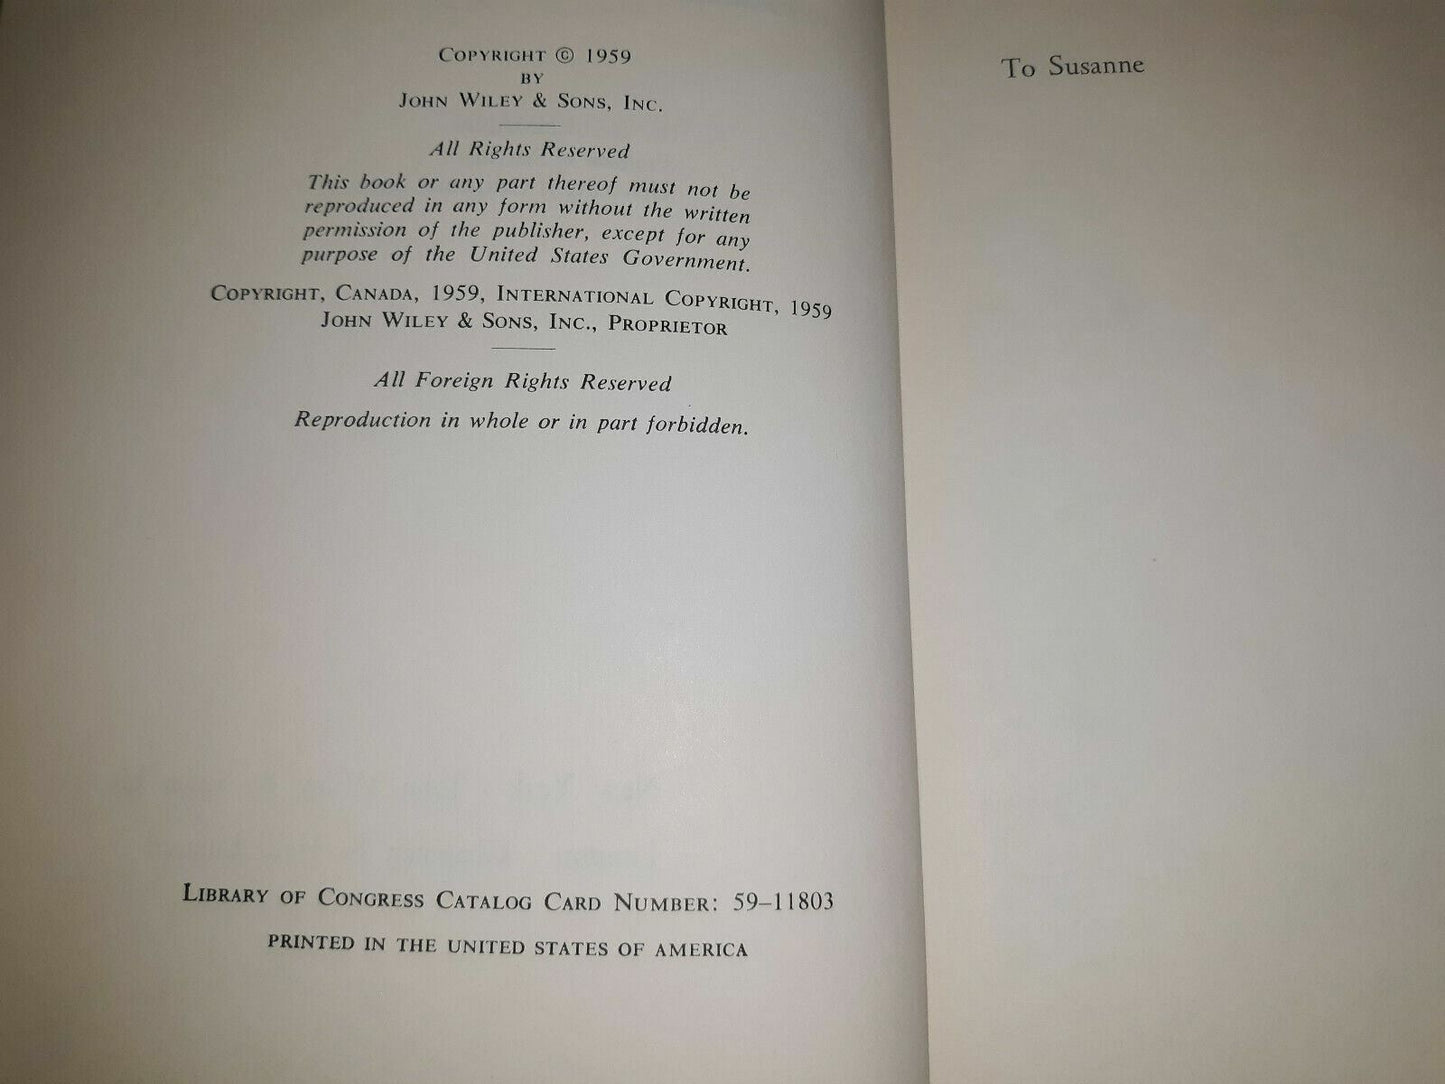 COPYRIGHT © 1959
BY
JOHN WILEY & SONS, INC.
All Rights Reserved
This book or any part thereof must not be
reproduced in any form without the written
permission of the publisher, except for any
purpose of the United States Government.
COPYRIGHT, CANADA, 1959, INTERNATIONAL COPYRIGHT, 1959
JOHN WILEY & SONS, INC., PROPRIETOR
All Foreign Rights Reserved
Reproduction in whole or in part forbidden.
LIBRARY OF CONGRESS CATALOG CARD NUMBER: 59–11803
PRINTED IN THE UNITED STATES OF AMERICA
To Susanne